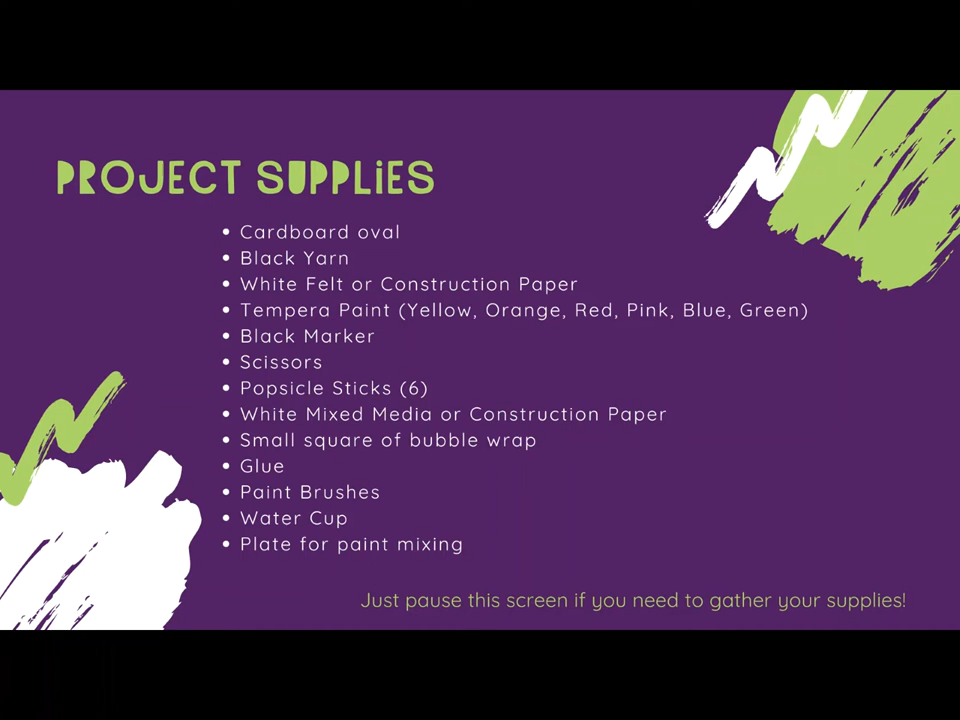 PROJECT SUPPLIES
• Cardboard oval
• Black Yarn
• White Felt or Construction Paper
• Tempera Paint (Yellow, Orange, Red, Pink, Blue, Green)
• Black Marker
• Scissors
• Popsicle Sticks (6)
• White Mixed Media or Construction Paper
• Small square of bubble wrap
• Glue
• Paint Brushes
• Water Cup
• Plate for paint mixing
Just pause this screen if you need to gather your supplies!